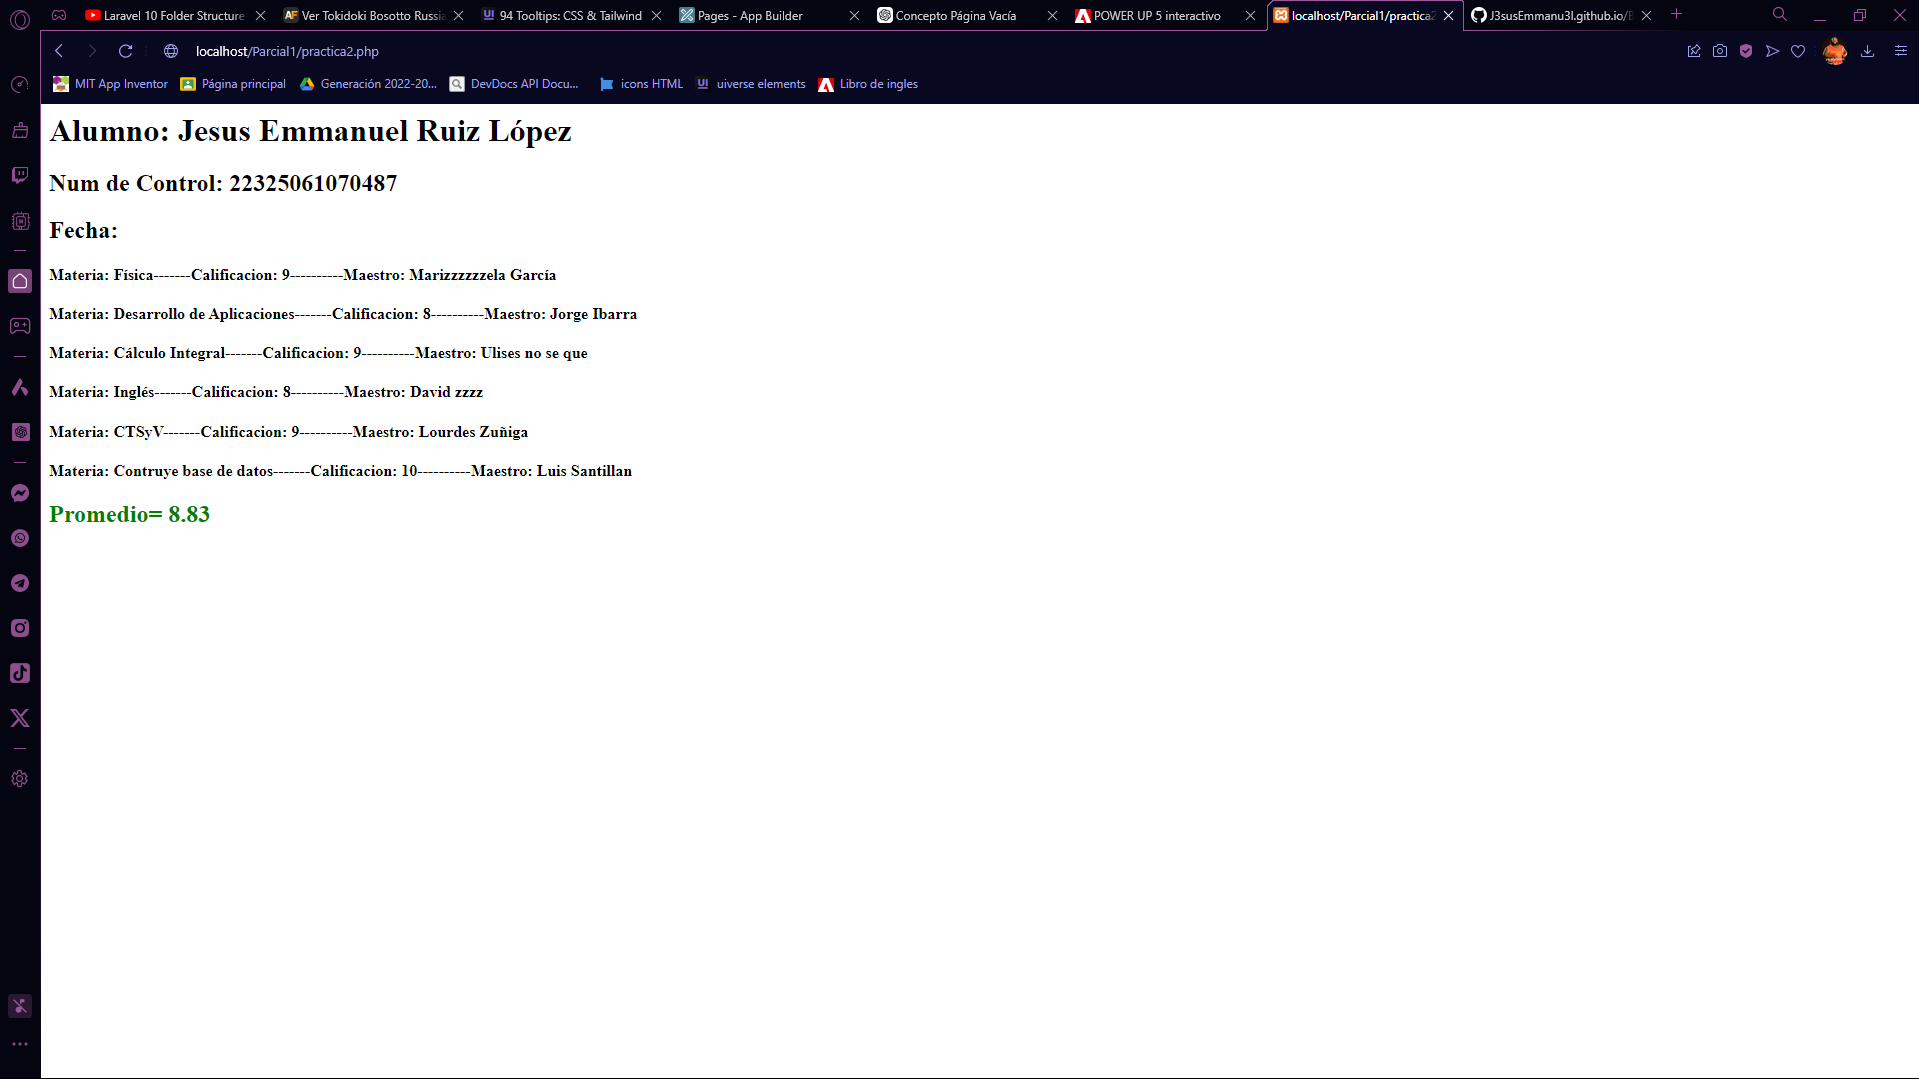 Laravel 10 Folder Structure
Ver Tokidoki Bosotto Russia
94 Tooltips: CSS & Tailwind
Pages - App Builder
Concepto Página Vacía
POWER UP 5 interactivo
localhost/Parcial1/practica2
J3susEmmanu3l.github.io/
localhost/Parcial1/practica2.php
MIT App Inventor
Página principal
Generación 2022-20...
DevDocs API Docu...
icons HTML
uiverse elements
Libro de ingles
Alumno: Jesus Emmanuel Ruiz López
Num de Control: 22325061070487
Fecha:
Materia: Física-------Calificacion: 9----------Maestro: Marizzzzzzela García
Materia: Desarrollo de Aplicaciones-------Calificacion: 8----------Maestro: Jorge Ibarra
Materia: Cálculo Integral-------Calificacion: 9----------Maestro: Ulises no se que
Materia: Inglés-------Calificacion: 8----------Maestro: David zzzz
Materia: CTSyV-------Calificacion: 9----------Maestro: Lourdes Zuñiga
Materia: Contruye base de datos-------Calificacion: 10----------Maestro: Luis Santillan
Promedio= 8.83